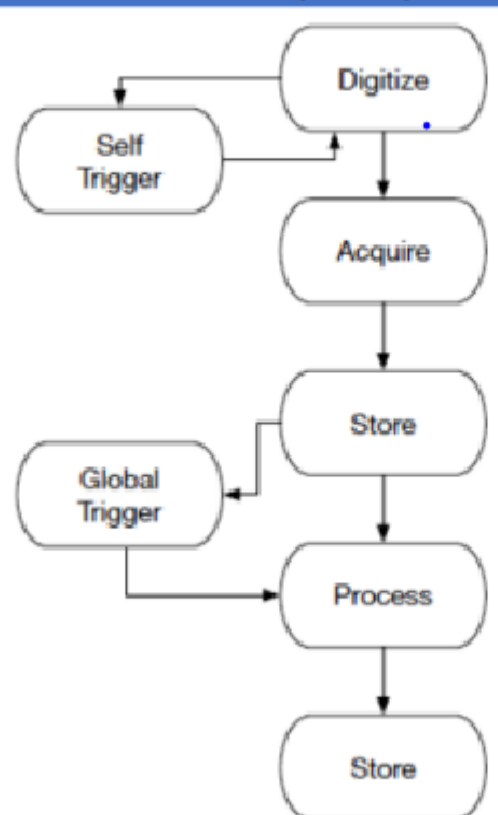 Digitize
Self
Trigger
Acquire
Store
Global
Trigger
Process
Store